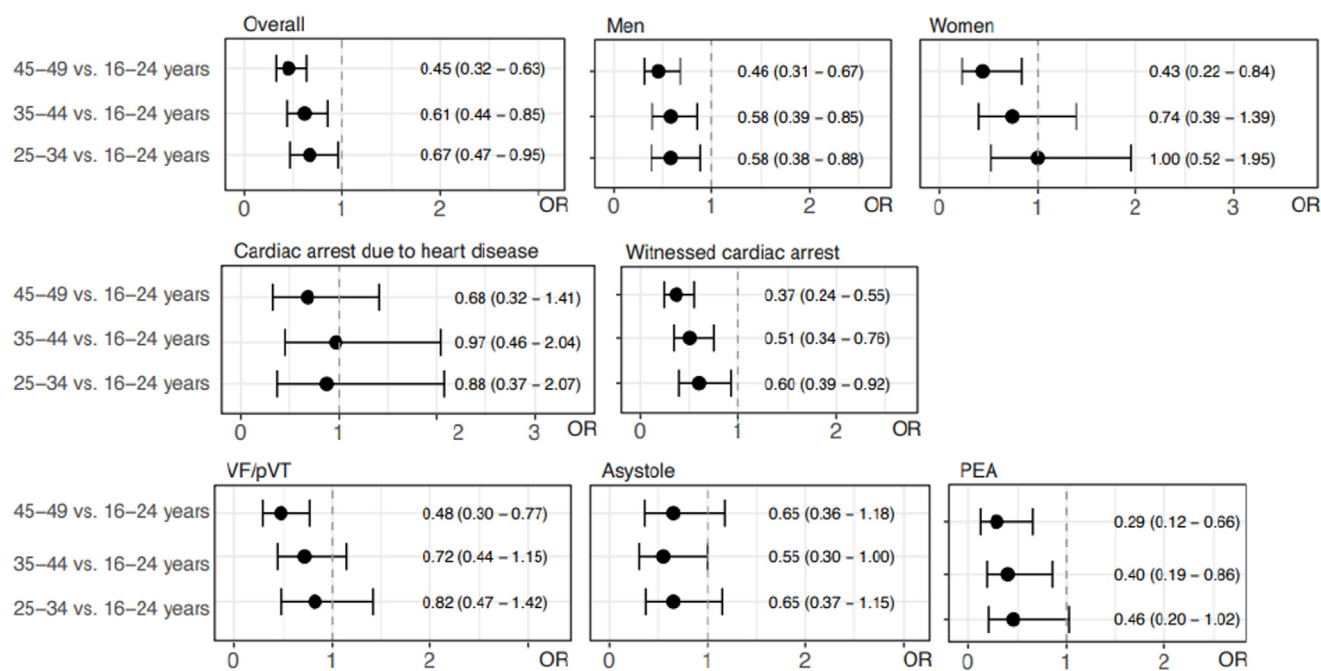 Overall Men Women
45–49 vs. 16–24 years 0.45 (0.32 – 0.63) 0.46 (0.31 – 0.67) 0.43 (0.22 – 0.84)
35–44 vs. 16–24 years 0.61 (0.44 – 0.85) 0.58 (0.39 – 0.85) 0.74 (0.39 – 1.39)
25–34 vs. 16–24 years 0.67 (0.47 – 0.95) 0.58 (0.38 – 0.88) 1.00 (0.52 – 1.95)
0 1 2 OR 0 1 2 OR 0 1 2 3 OR
Cardiac arrest due to heart disease Witnessed cardiac arrest
45–49 vs. 16–24 years 0.68 (0.32 – 1.41) 0.37 (0.24 – 0.55)
35–44 vs. 16–24 years 0.97 (0.46 – 2.04) 0.51 (0.34 – 0.76)
25–34 vs. 16–24 years 0.88 (0.37 – 2.07) 0.60 (0.39 – 0.92)
0 1 2 3 OR 0 1 2 OR
VF/pVT Asystole PEA
45–49 vs. 16–24 years 0.48 (0.30 – 0.77) 0.65 (0.36 – 1.18) 0.29 (0.12 – 0.66)
35–44 vs. 16–24 years 0.72 (0.44 – 1.15) 0.55 (0.30 – 1.00) 0.40 (0.19 – 0.86)
25–34 vs. 16–24 years 0.82 (0.47 – 1.42) 0.65 (0.37 – 1.15) 0.46 (0.20 – 1.02)
0 1 2 OR 0 1 2 OR 0 1 2 OR